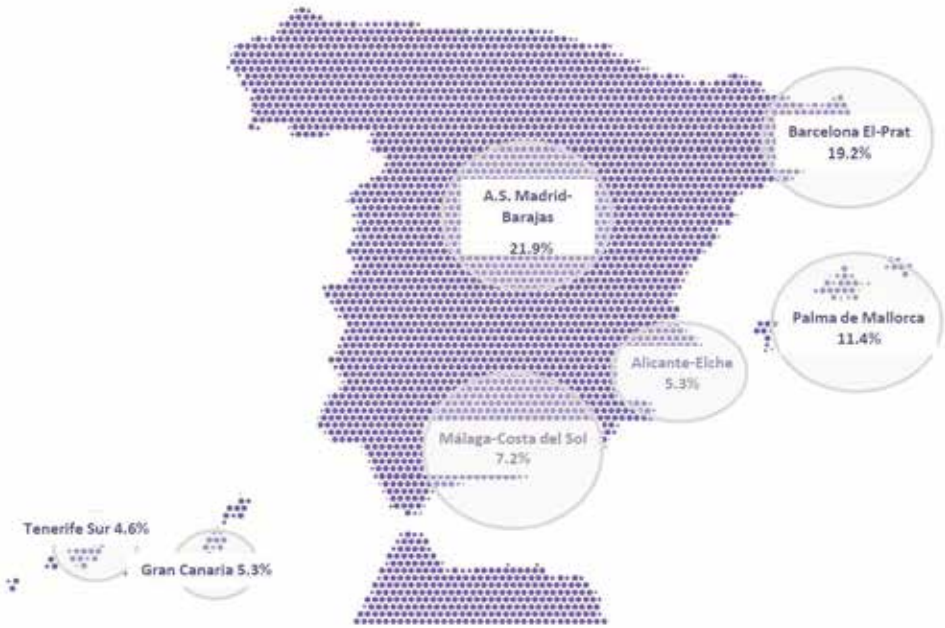 Barcelona El-Prat
19.2%
A.S. Madrid-
Barajas
21.9%
Palma de Mallorca
11.4%
Alicante-Elche
5.3%
Málaga-Costa del Sol
7.2%
Tenerife Sur 4.6%
Gran Canaria 5.3%